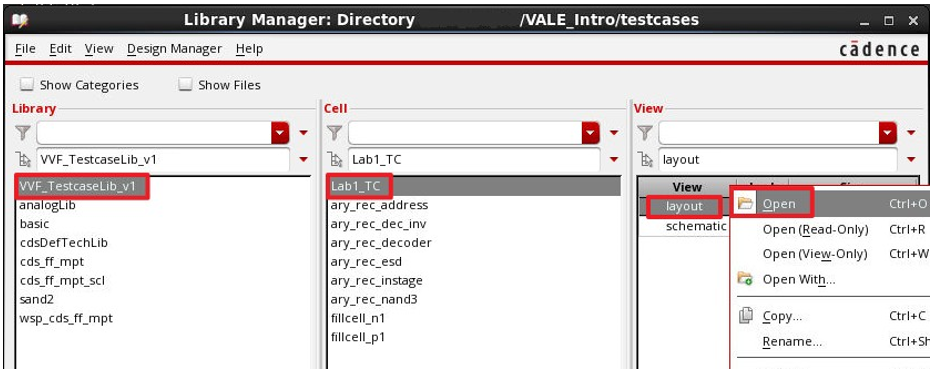 Library Manager: Directory /VALE_Intro/testcases
File Edit View Design Manager Help cādence
Show Categories Show Files
Library
VVF_TestcaseLib_v1
VVF_TestcaseLib_v1
analogLib
basic
cdsDefTechLib
cds_ff_mpt
cds_ff_mpt_scl
sand2
wsp_cds_ff_mpt
Cell
Lab1_TC
Lab1_TC
ary_rec_address
ary_rec_dec_inv
ary_rec_decoder
ary_rec_esd
ary_rec_instage
ary_rec_nand3
fillcell_n1
fillcell_p1
View
layout
View
layout
schematic
Open Ctrl+O
Open (Read-Only) Ctrl+R
Open (View-Only) Ctrl+W
Open With...
Copy... Ctrl+C
Rename... Ctrl+Sh